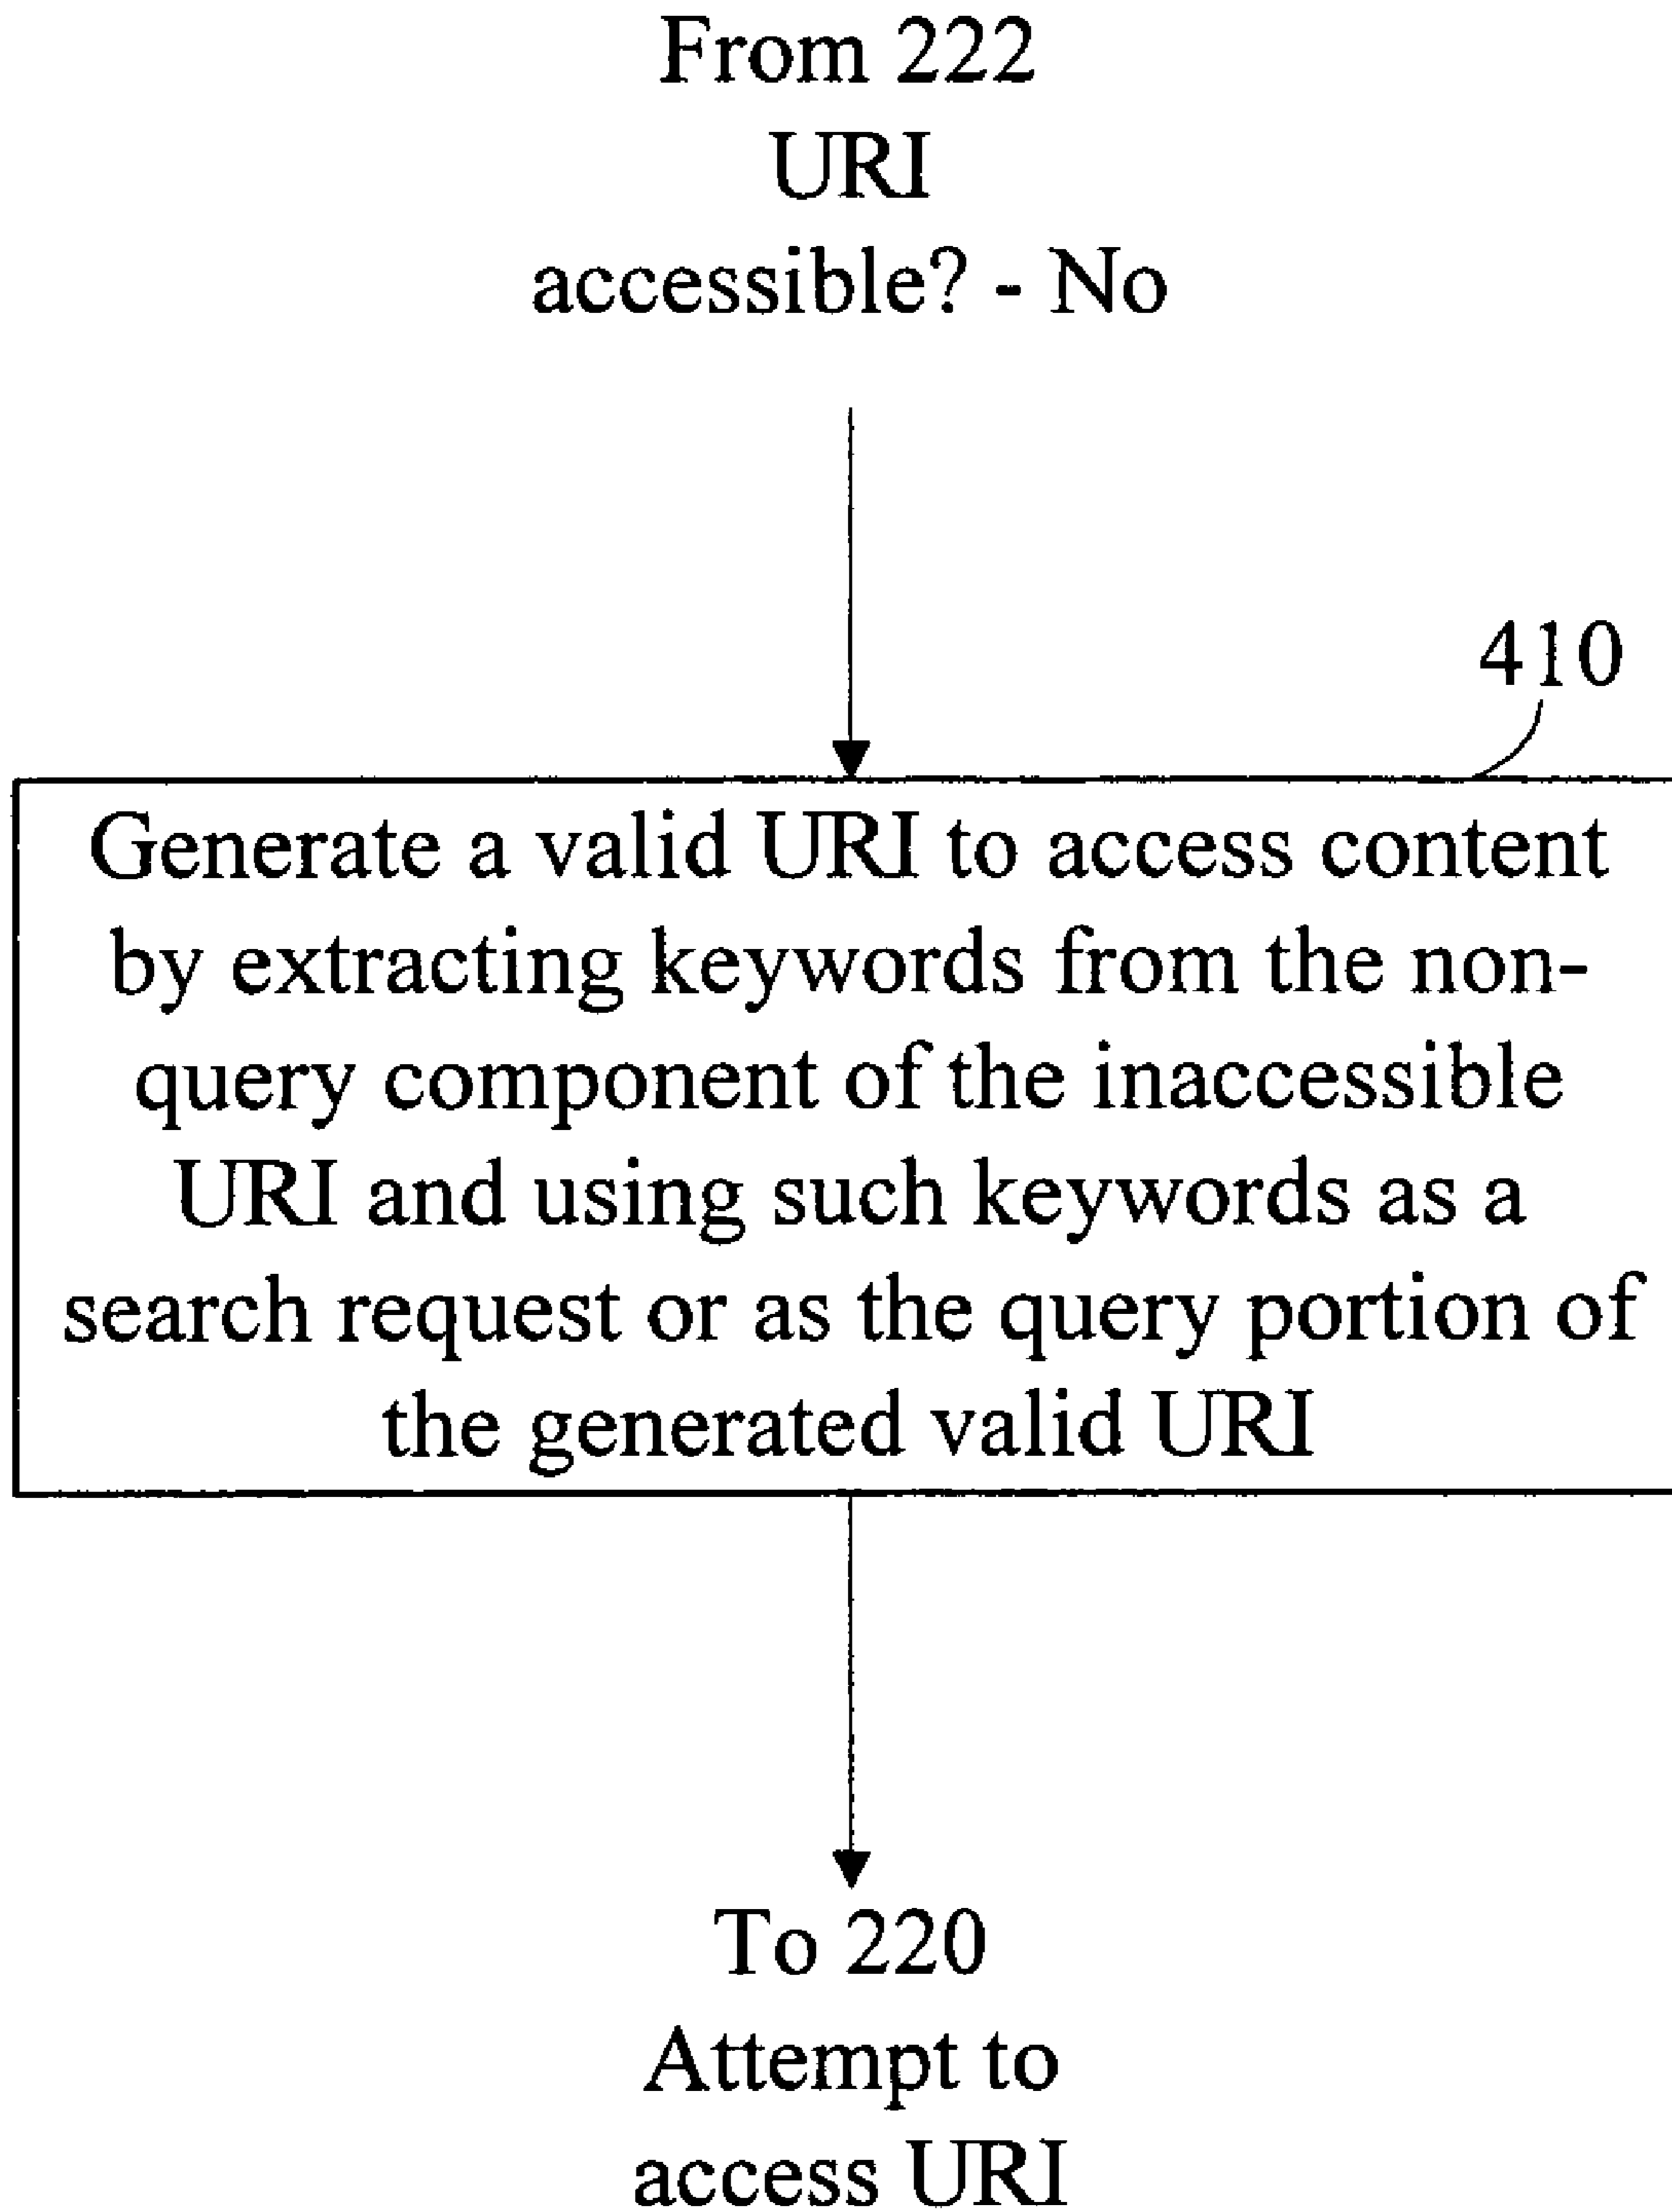 From 222
URI
accessible? - No
410
Generate a valid URI to access content
by extracting keywords from the non-
query component of the inaccessible
URI and using such keywords as a
search request or as the query portion of
the generated valid URI
To 220
Attempt to
access URI